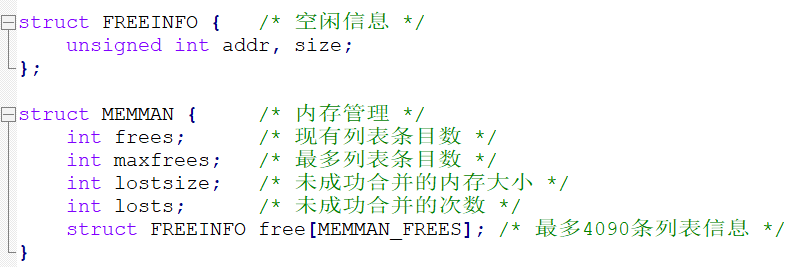 struct FREEINFO {   /* 空闲信息 */
    unsigned int addr, size;
};
struct MEMMAN {     /* 内存管理 */
    int frees;      /* 现有列表条目数 */
    int maxfrees;   /* 最多列表条目数 */
    int lostsize;   /* 未成功合并的内存大小 */
    int losts;      /* 未成功合并的次数 */
    struct FREEINFO free[MEMMAN_FREES]; /* 最多4090条列表信息 */
}